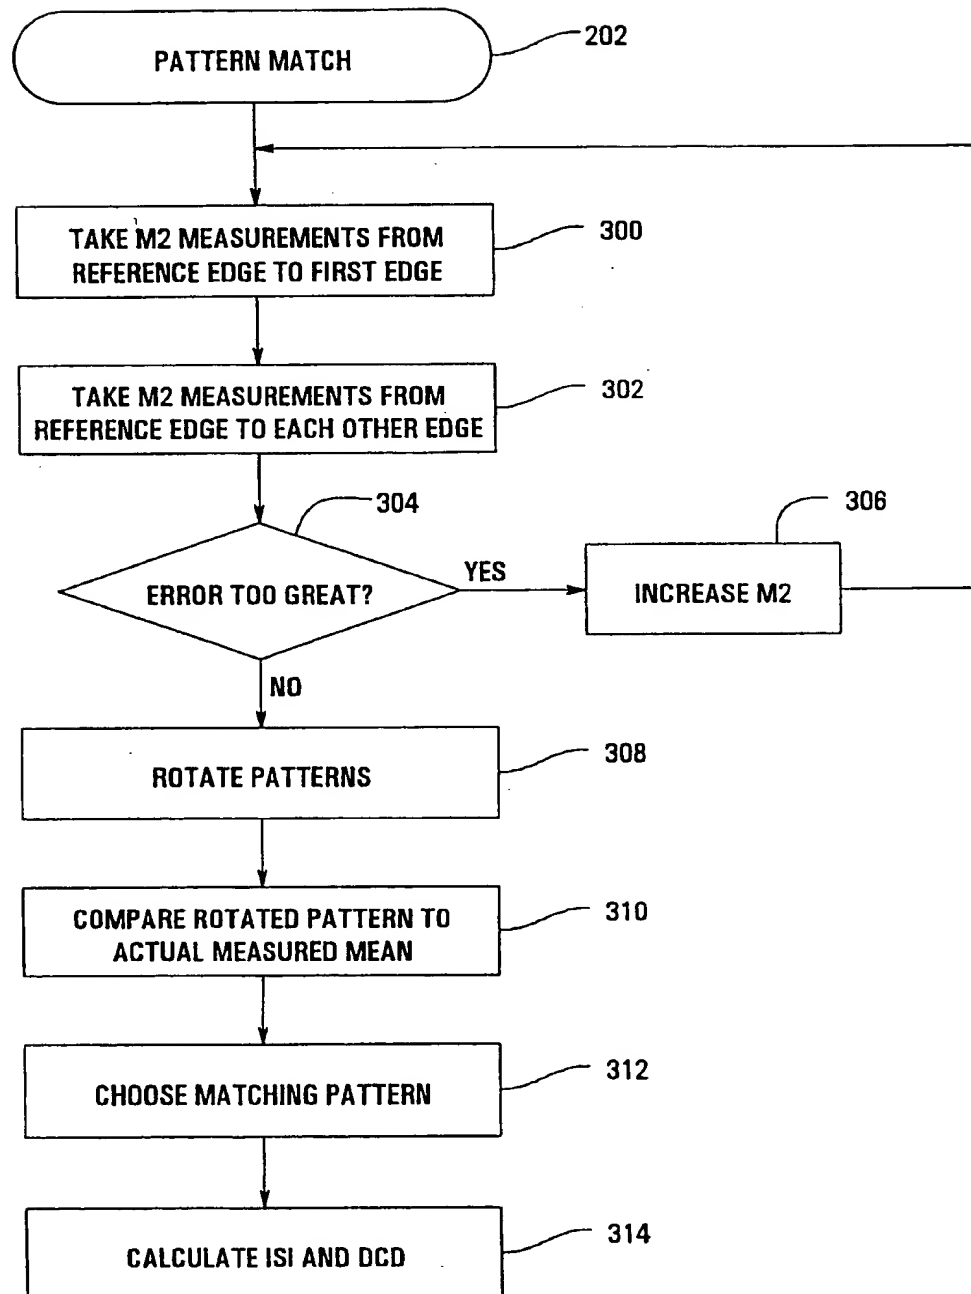 PATTERN MATCH
202
TAKE M2 MEASUREMENTS FROM
REFERENCE EDGE TO FIRST EDGE
300
TAKE M2 MEASUREMENTS FROM
REFERENCE EDGE TO EACH OTHER EDGE
302
304
ERROR TOO GREAT?
YES
306
INCREASE M2
NO
ROTATE PATTERNS
308
COMPARE ROTATED PATTERN TO
ACTUAL MEASURED MEAN
310
CHOOSE MATCHING PATTERN
312
CALCULATE ISI AND DCD
314